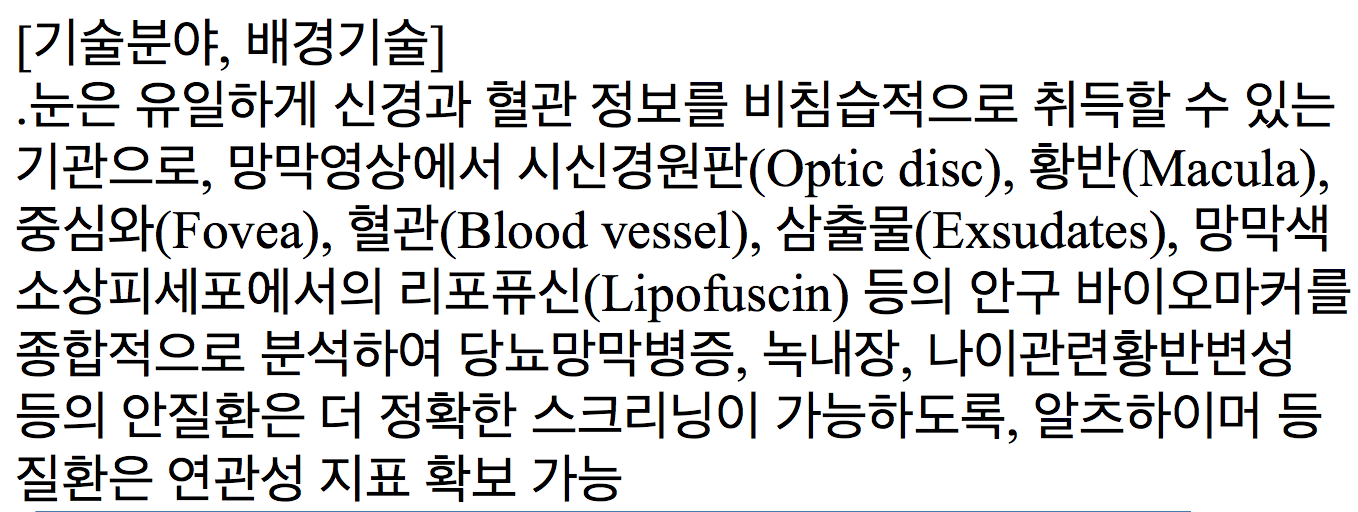 [기술분야, 배경기술]
.눈은 유일하게 신경과 혈관 정보를 비침습적으로 취득할 수 있는
기관으로, 망막영상에서 시신경원판(Optic disc), 황반(Macula),
중심와(Fovea), 혈관(Blood vessel), 삼출물(Exsudates), 망막색
소상피세포에서의 리포퓨신(Lipofuscin) 등의 안구 바이오마커를
종합적으로 분석하여 당뇨망막병증, 녹내장, 나이관련황반변성
등의 안질환은 더 정확한 스크리닝이 가능하도록, 알츠하이머 등
질환은 연관성 지표 확보 가능